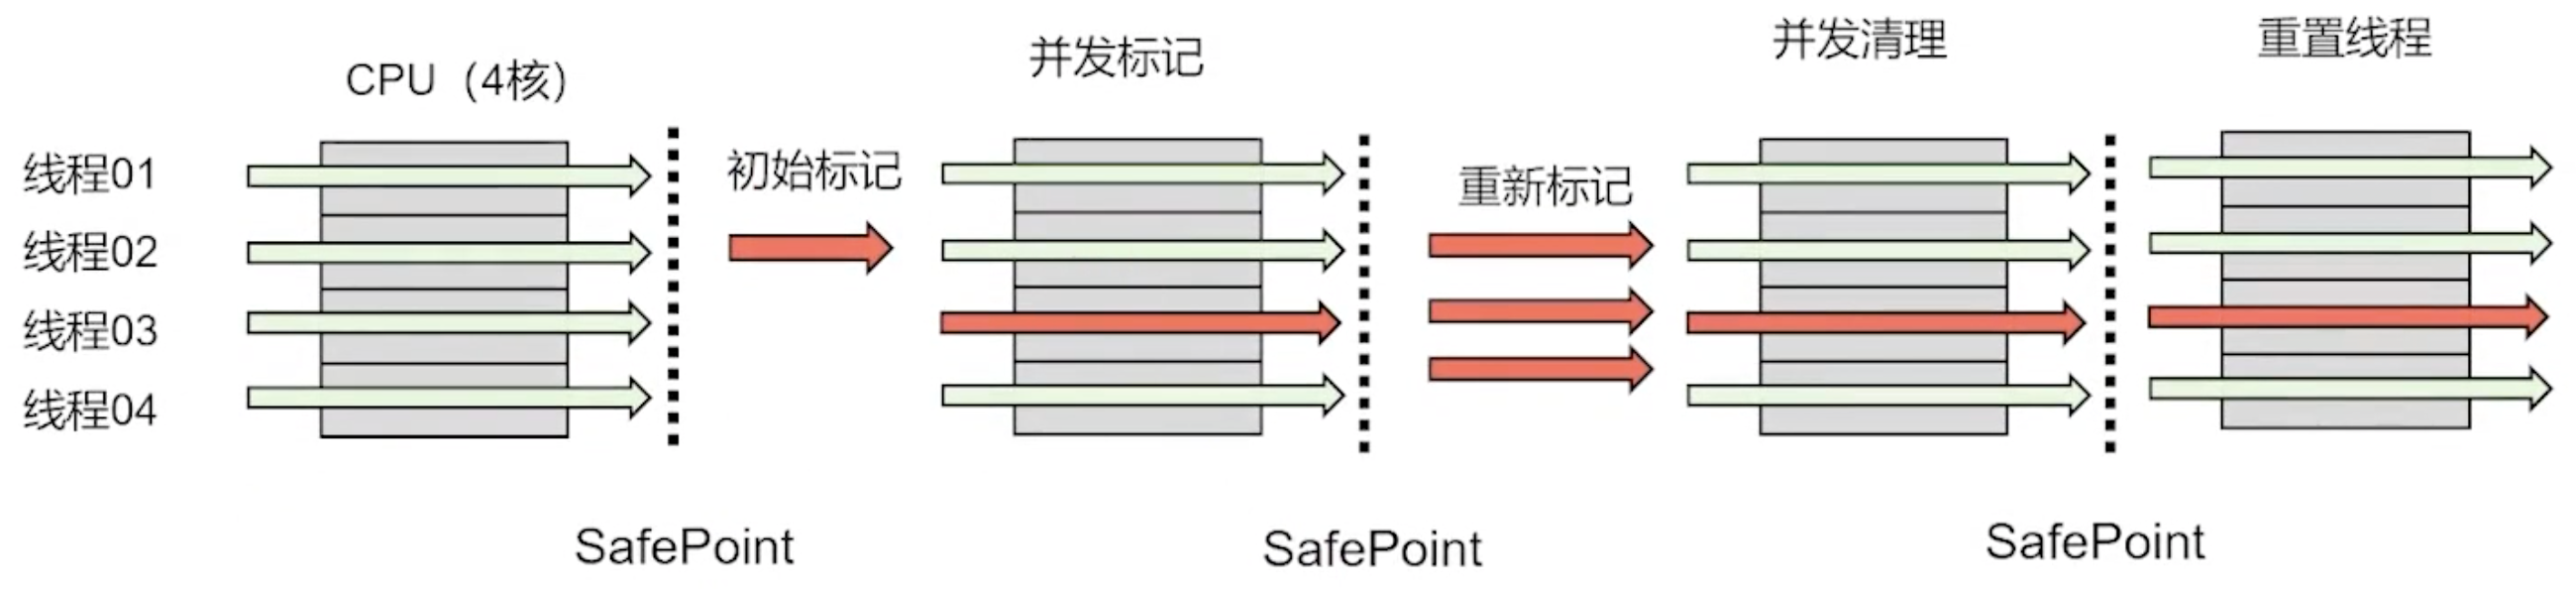 CPU（4核）
并发标记
并发清理
重置线程
线程01
线程02
线程03
线程04
初始标记
重新标记
SafePoint
SafePoint
SafePoint